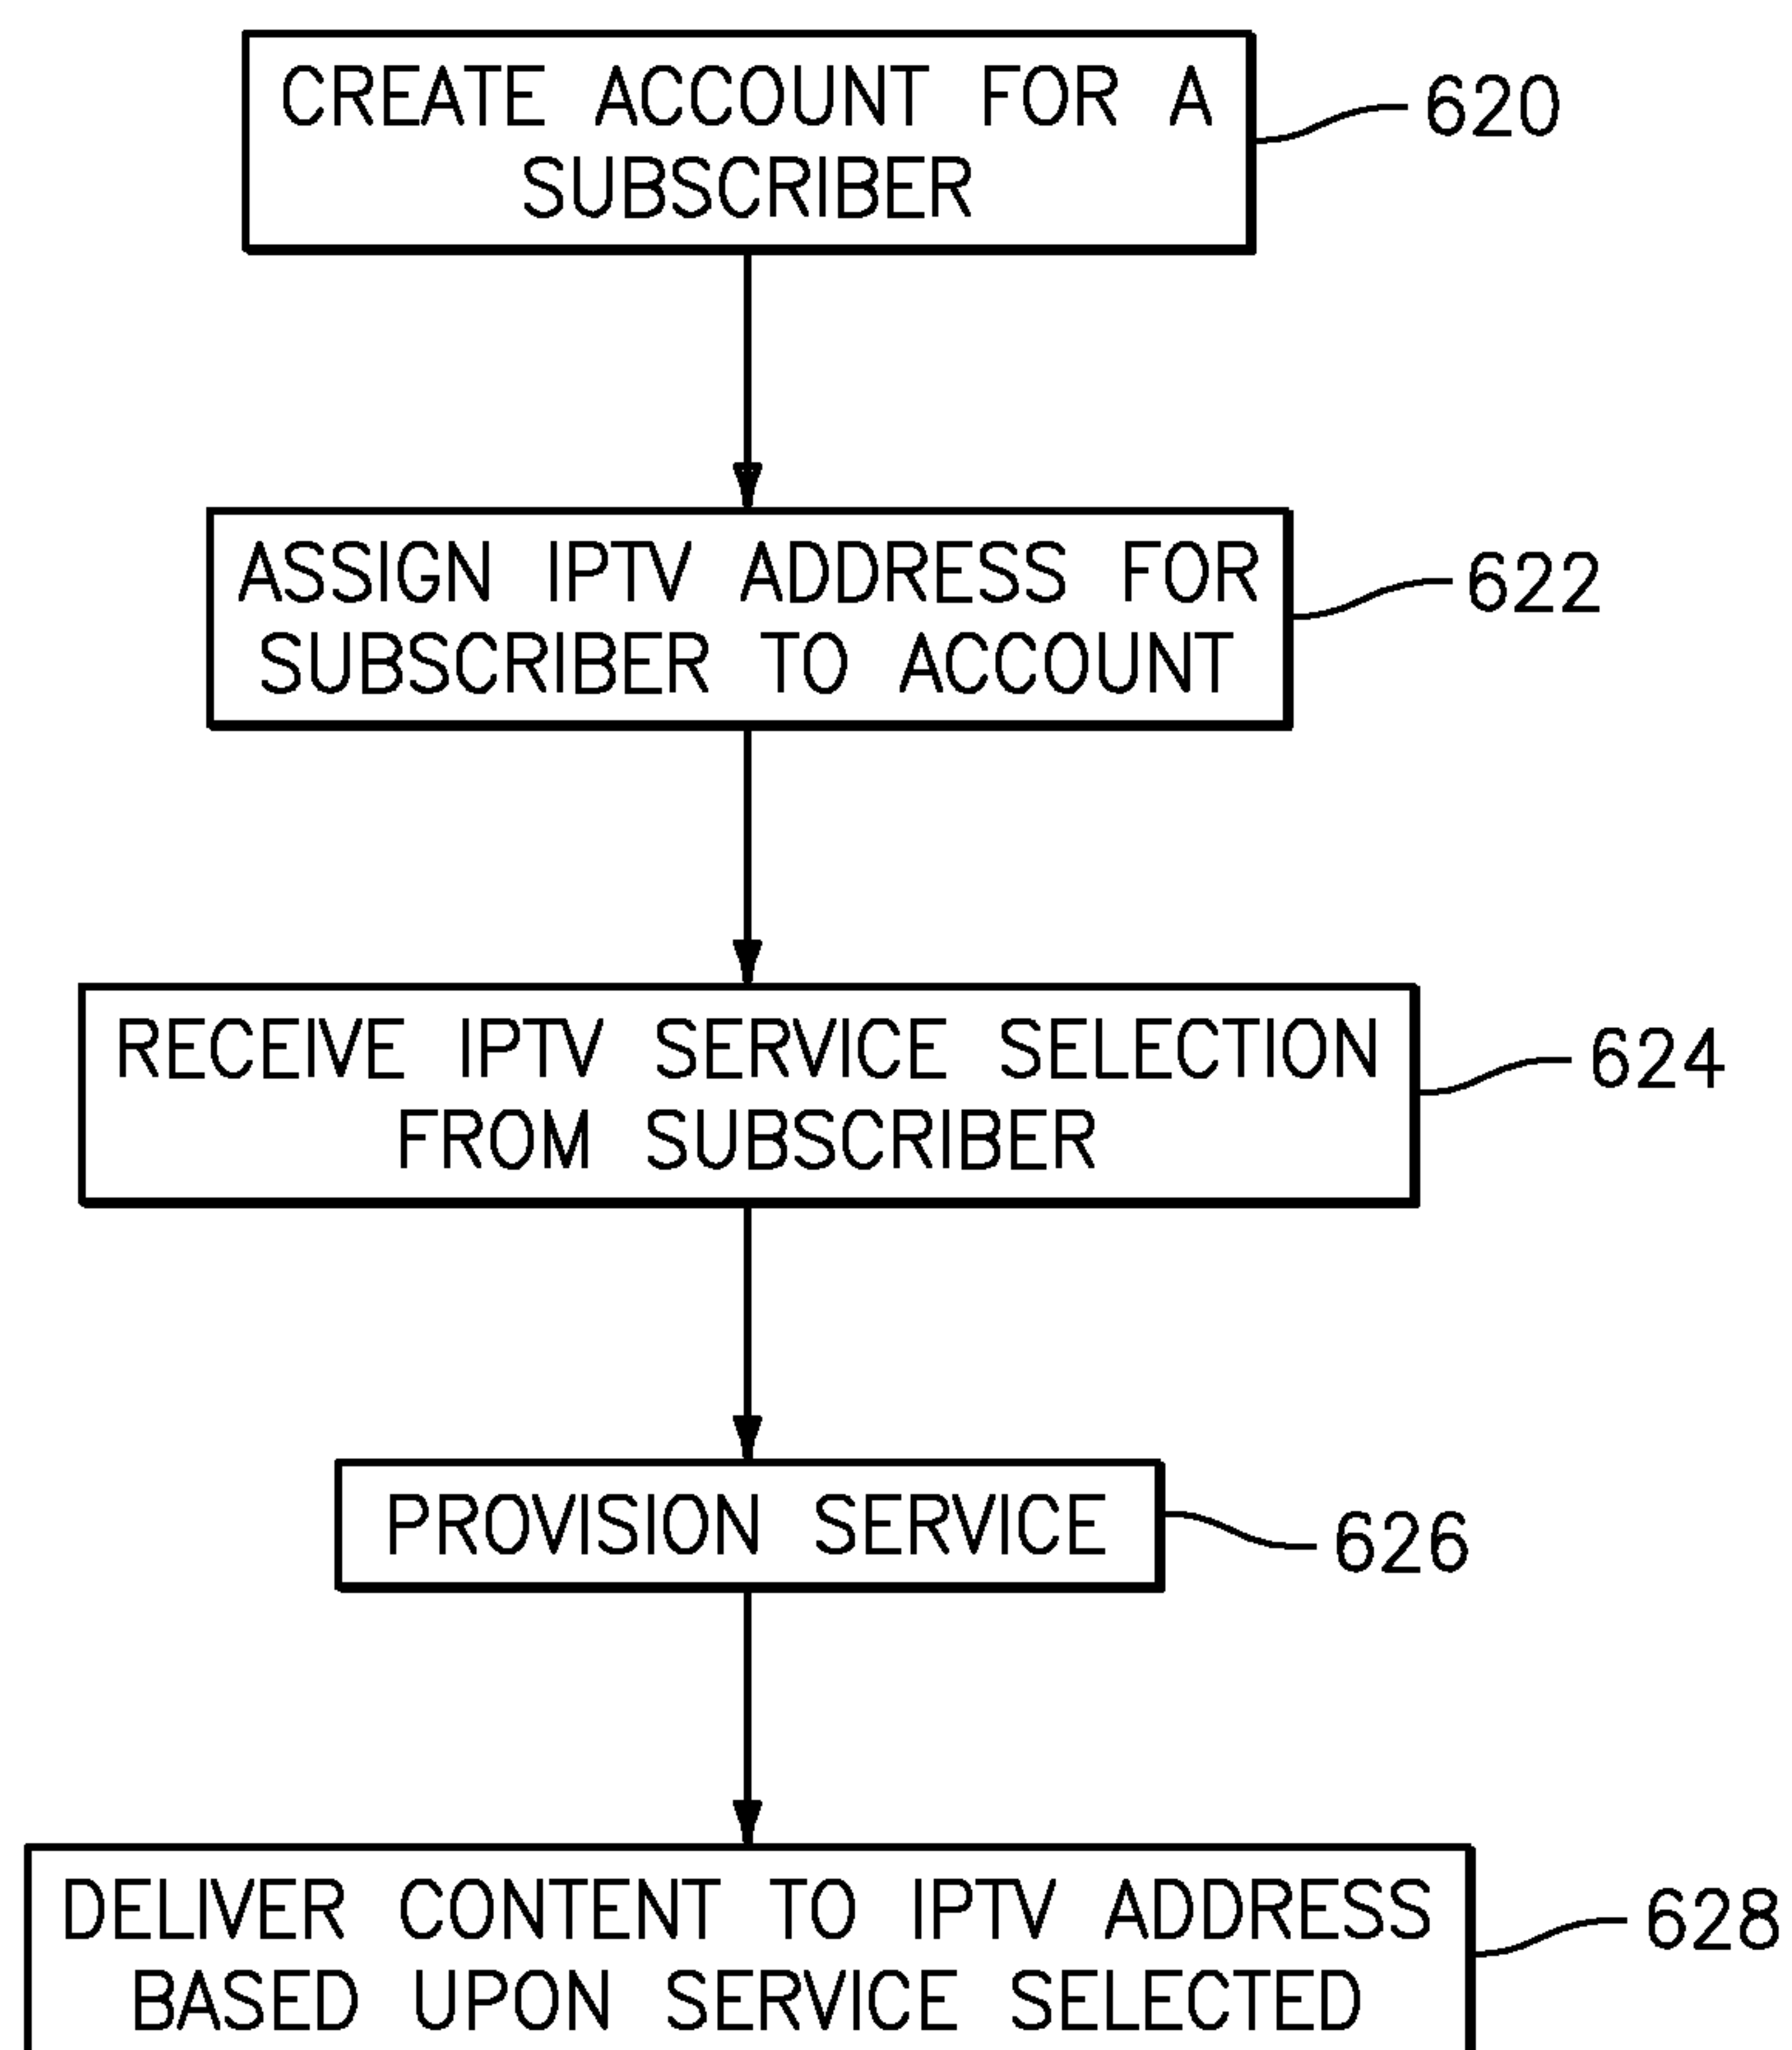 CREATE ACCOUNT FOR A
SUBSCRIBER
620
ASSIGN IPTV ADDRESS FOR
SUBSCRIBER TO ACCOUNT
622
RECEIVE IPTV SERVICE SELECTION
FROM SUBSCRIBER
624
PROVISION SERVICE
626
DELIVER CONTENT TO IPTV ADDRESS
BASED UPON SERVICE SELECTED
628